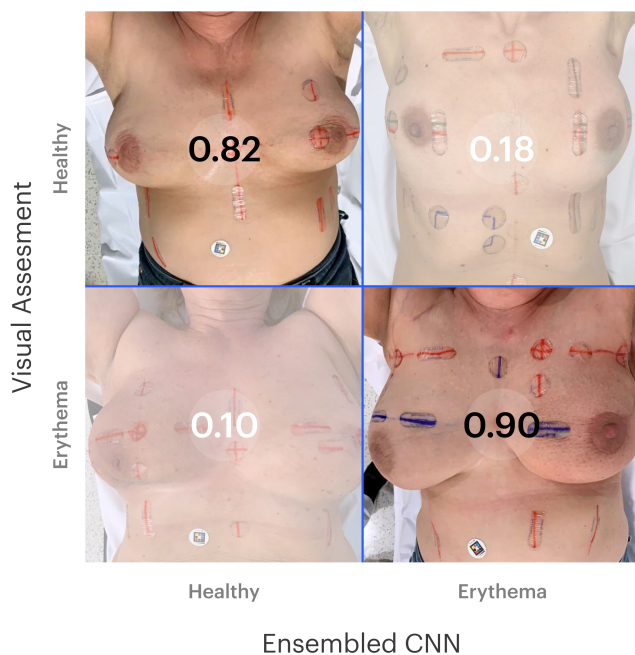 Visual Assesment
Healthy
Erythema
0.82
0.18
0.10
0.90
Healthy
Erythema
Ensembled CNN